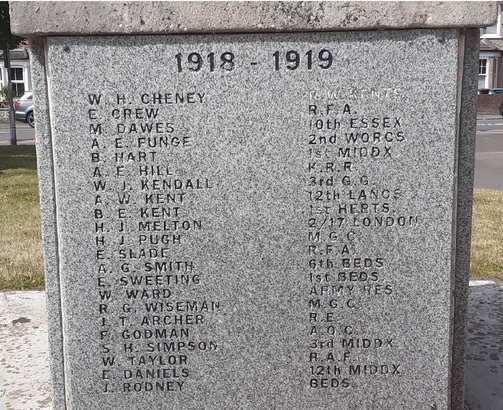 1918 - 1919
W. H. CHENEY R. W. KENTS
E. CREW R.F.A.
M. DAWES 10th ESSEX
A. E. FUNGE 2nd WORCS
B. HART 1st MIDDX
A. F. HILL K.R.R.
W. J. KENDALL 3rd G.G.
A. W. KENT 12th LANCS
B. E. KENT 1st HERTS.
H. J. MELTON 2/17 LONDON
H. J. PUGH M.G.C.
E. SLADE R.F.A.
A. G. SMITH 6th BEDS
E. SWEETING 1st BEDS
W. WARD ARMY RES.
R. G. WISEMAN M.G.C
J. T. ARCHER R.E.
F. GODMAN A.O.C.
S. H. SIMPSON 3rd MIDDX
W. TAYLOR R.A.F.
E. DANIELS 12th MIDDX
J. RODNEY BEDS.